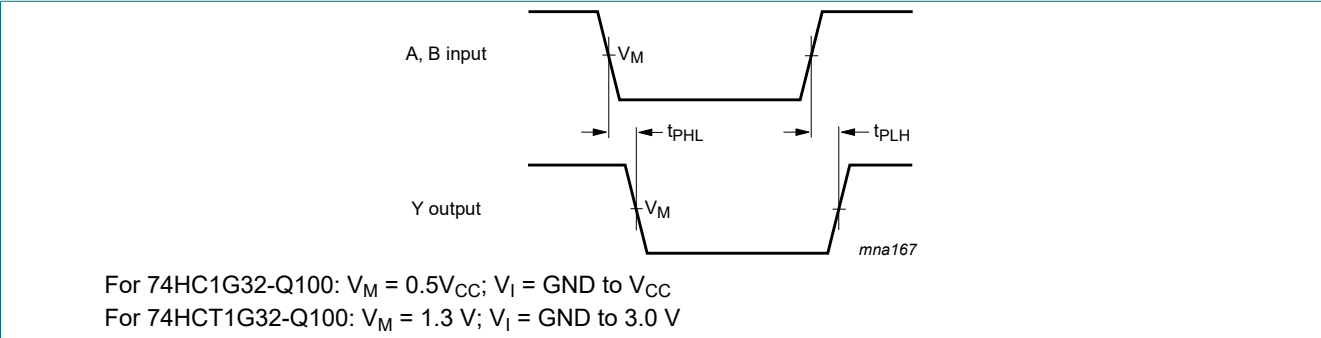 A, B input
V_M
t_PHL
t_PLH
Y output
V_M
mna167
For 74HC1G32-Q100: V_M = 0.5V_CC; V_I = GND to V_CC
For 74HCT1G32-Q100: V_M = 1.3 V; V_I = GND to 3.0 V